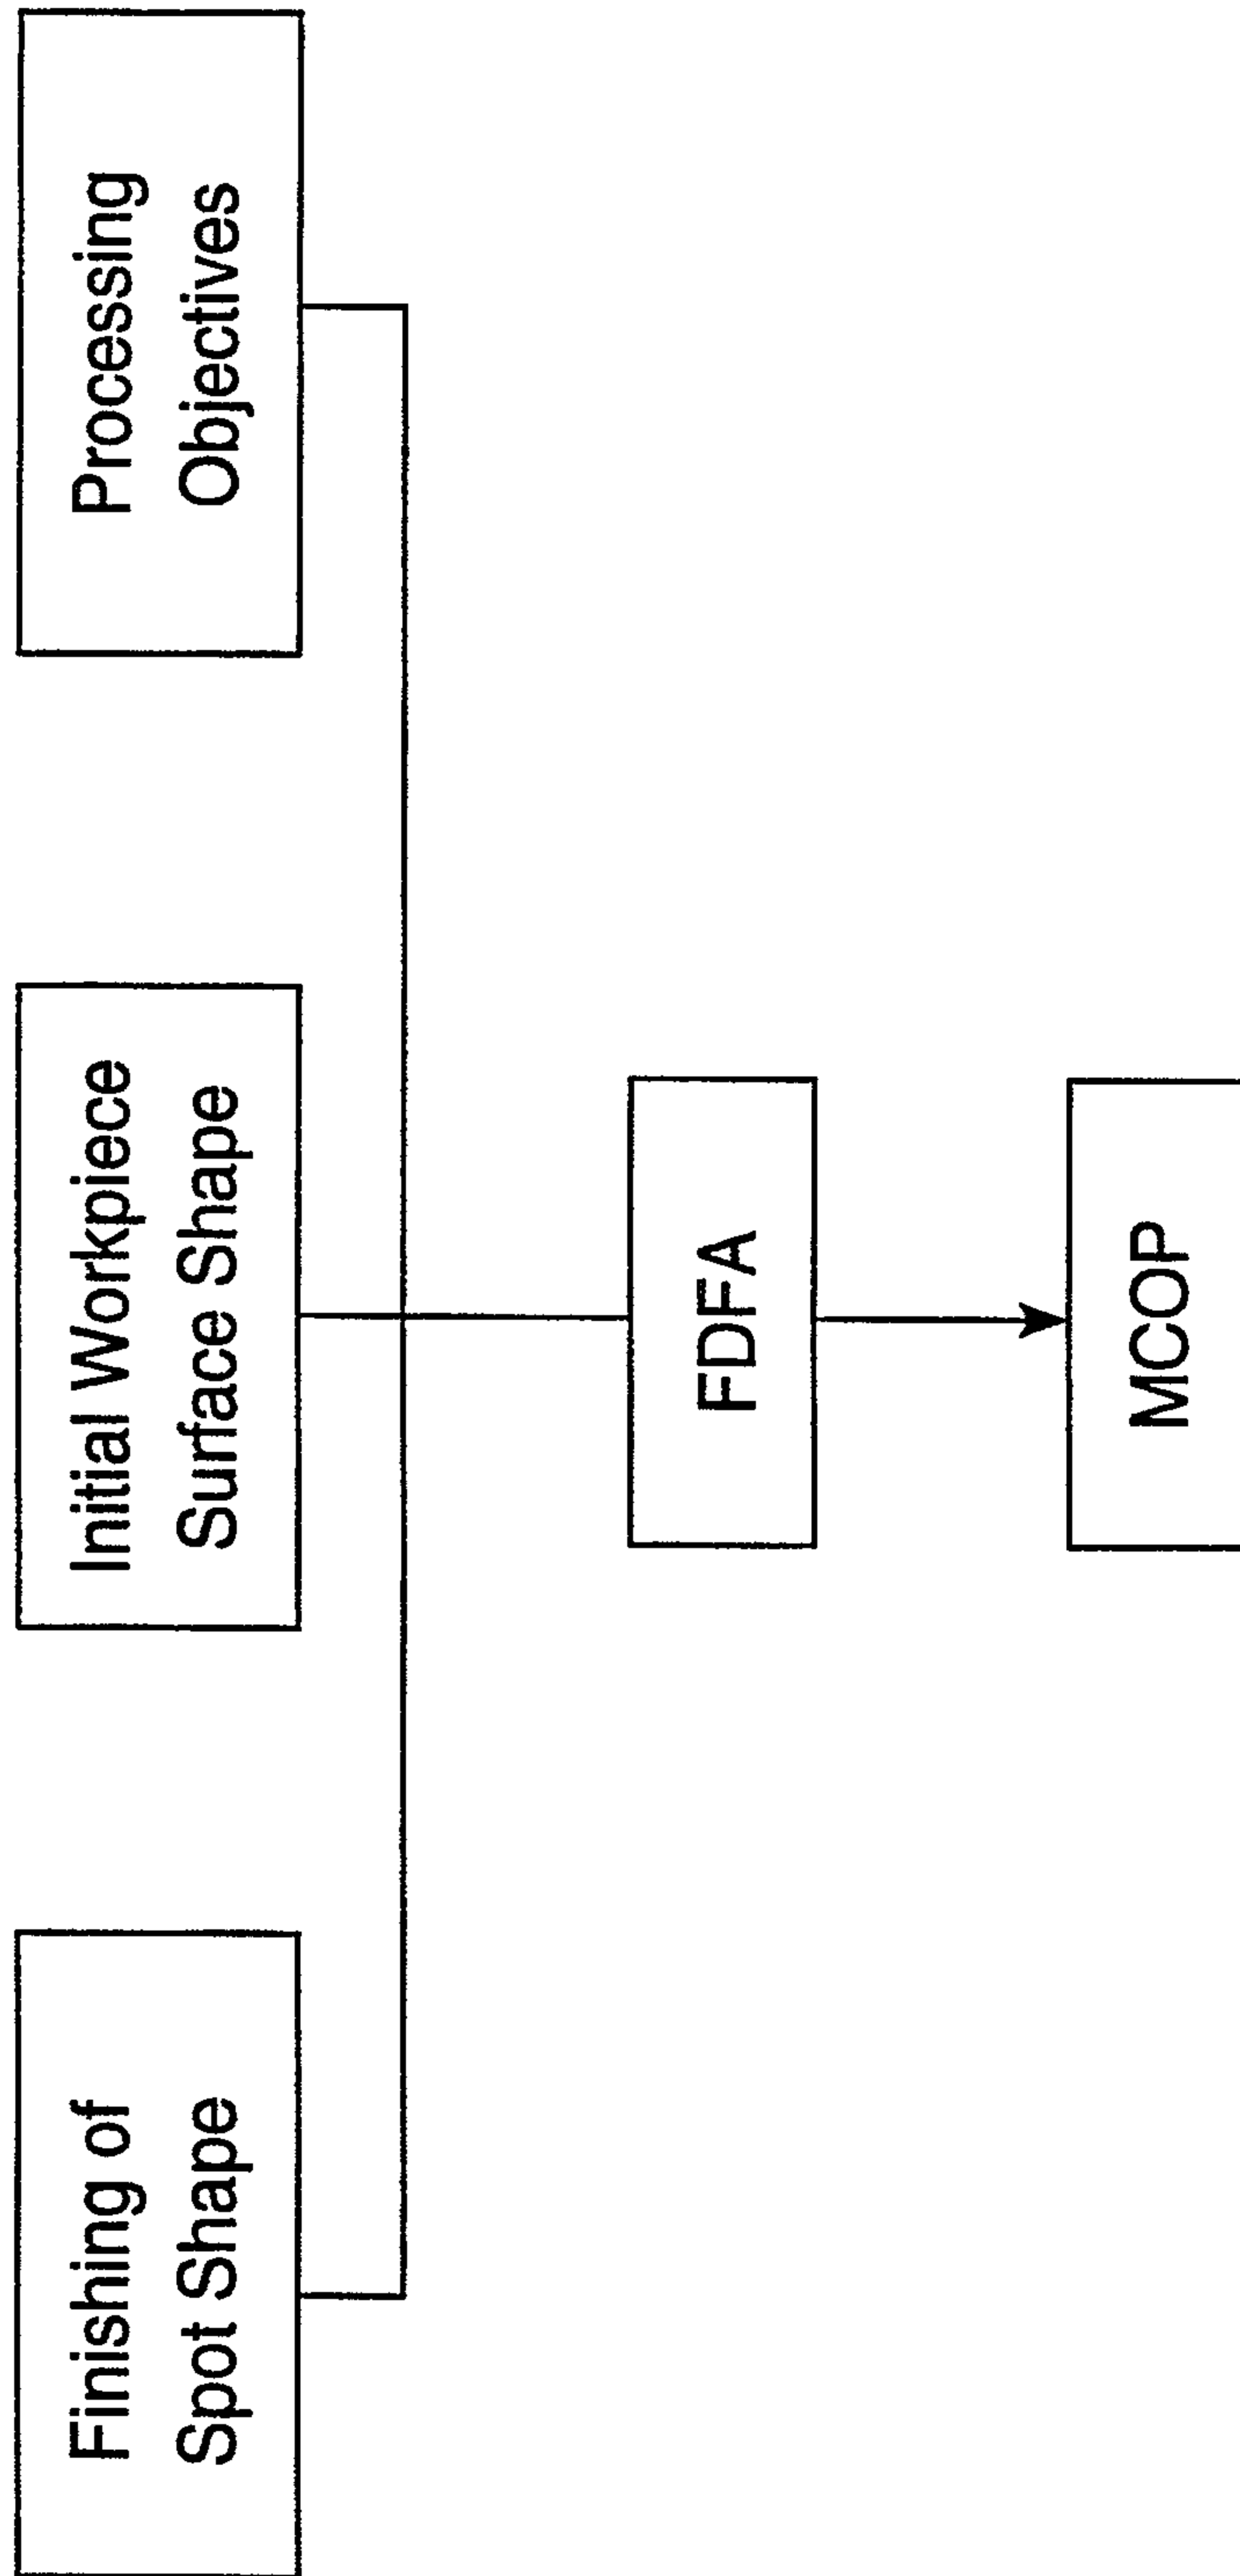 Finishing of
Spot Shape
Initial Workpiece
Surface Shape
Processing
Objectives
FDFA
MCOP